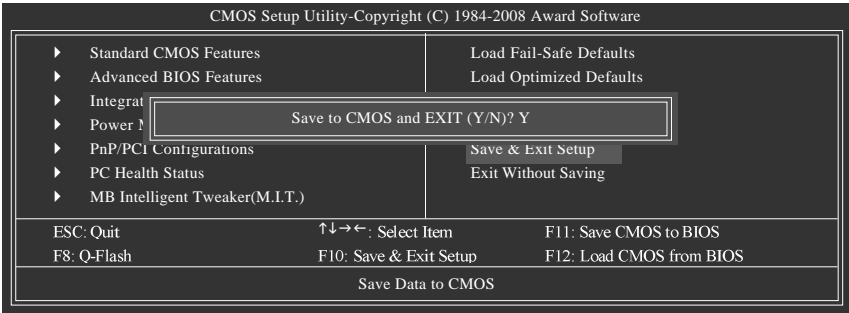 CMOS Setup Utility-Copyright (C) 1984-2008 Award Software
Standard CMOS Features
Advanced BIOS Features
Integrat
Power
PnP/PCI Configurations
PC Health Status
MB Intelligent Tweaker(M.I.T.)
Load Fail-Safe Defaults
Load Optimized Defaults
Save & Exit Setup
Exit Without Saving
Save to CMOS and EXIT (Y/N)? Y
ESC: Quit
↑↓→←: Select Item
F11: Save CMOS to BIOS
F8: Q-Flash
F10: Save & Exit Setup
F12: Load CMOS from BIOS
Save Data to CMOS